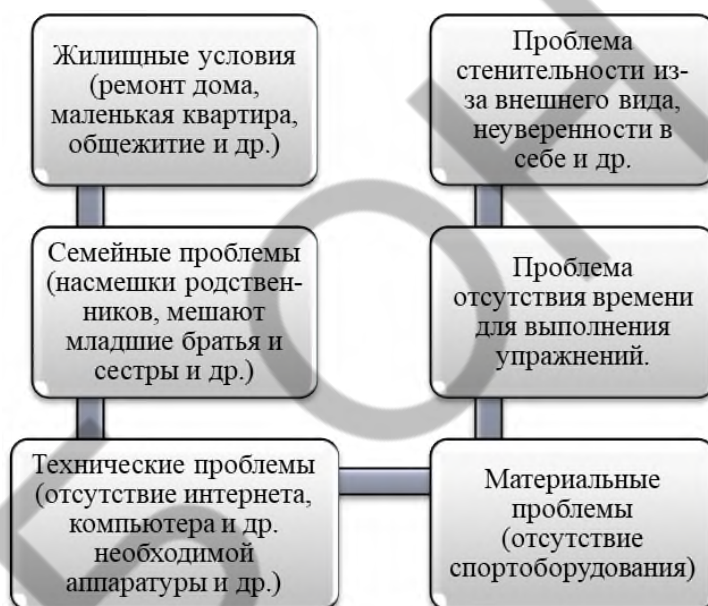 Жилищные условия
(ремонт дома,
маленькая квартира,
общежитие и др.)
Семейные проблемы
(насмешки родствен-
ников, мешают
младшие братья и
сестры и др.)
Технические проблемы
(отсутствие интернета,
компьютера и др.
необходимой
аппаратуры и др.)
Проблема
стенительности из-
за внешнего вида,
неуверенности в
себе и др.
Проблема
отсутствия времени
для выполнения
упражнений.
Материальные
проблемы
(отсутствие
спортоборудования)